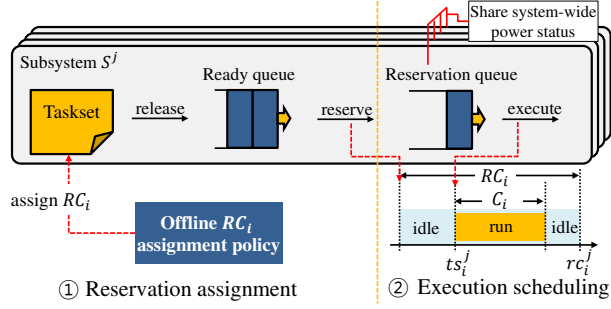 Share system-wide
power status
Subsystem S^j
Ready queue
Reservation queue
Taskset
release
reserve
execute
RC_i
assign RC_i
C_i
Offline RC_i
assignment policy
idle
run
idle
ts_i^j
rc_i^j
① Reservation assignment
② Execution scheduling